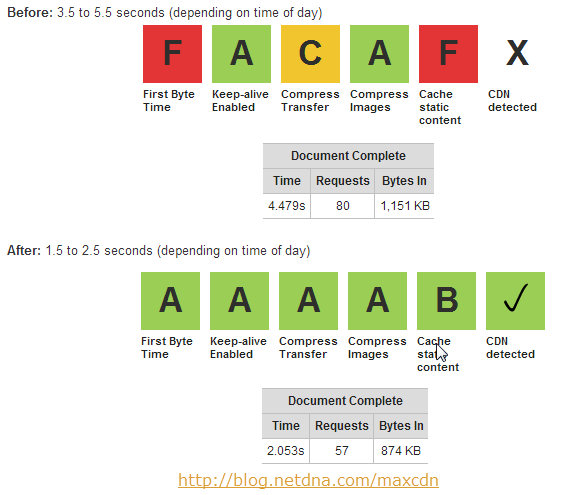 Before: 3.5 to 5.5 seconds (depending on time of day)
F A C A F X
First Byte Time
Keep-alive Enabled
Compress Transfer
Compress Images
Cache static content
CDN detected
Document Complete
Time Requests Bytes In
4.479s 80 1,151 KB
After: 1.5 to 2.5 seconds (depending on time of day)
A A A A B ✓
First Byte Time
Keep-alive Enabled
Compress Transfer
Compress Images
Cache static content
CDN detected
Document Complete
Time Requests Bytes In
2.053s 57 874 KB
http://blog.netdna.com/maxcdn